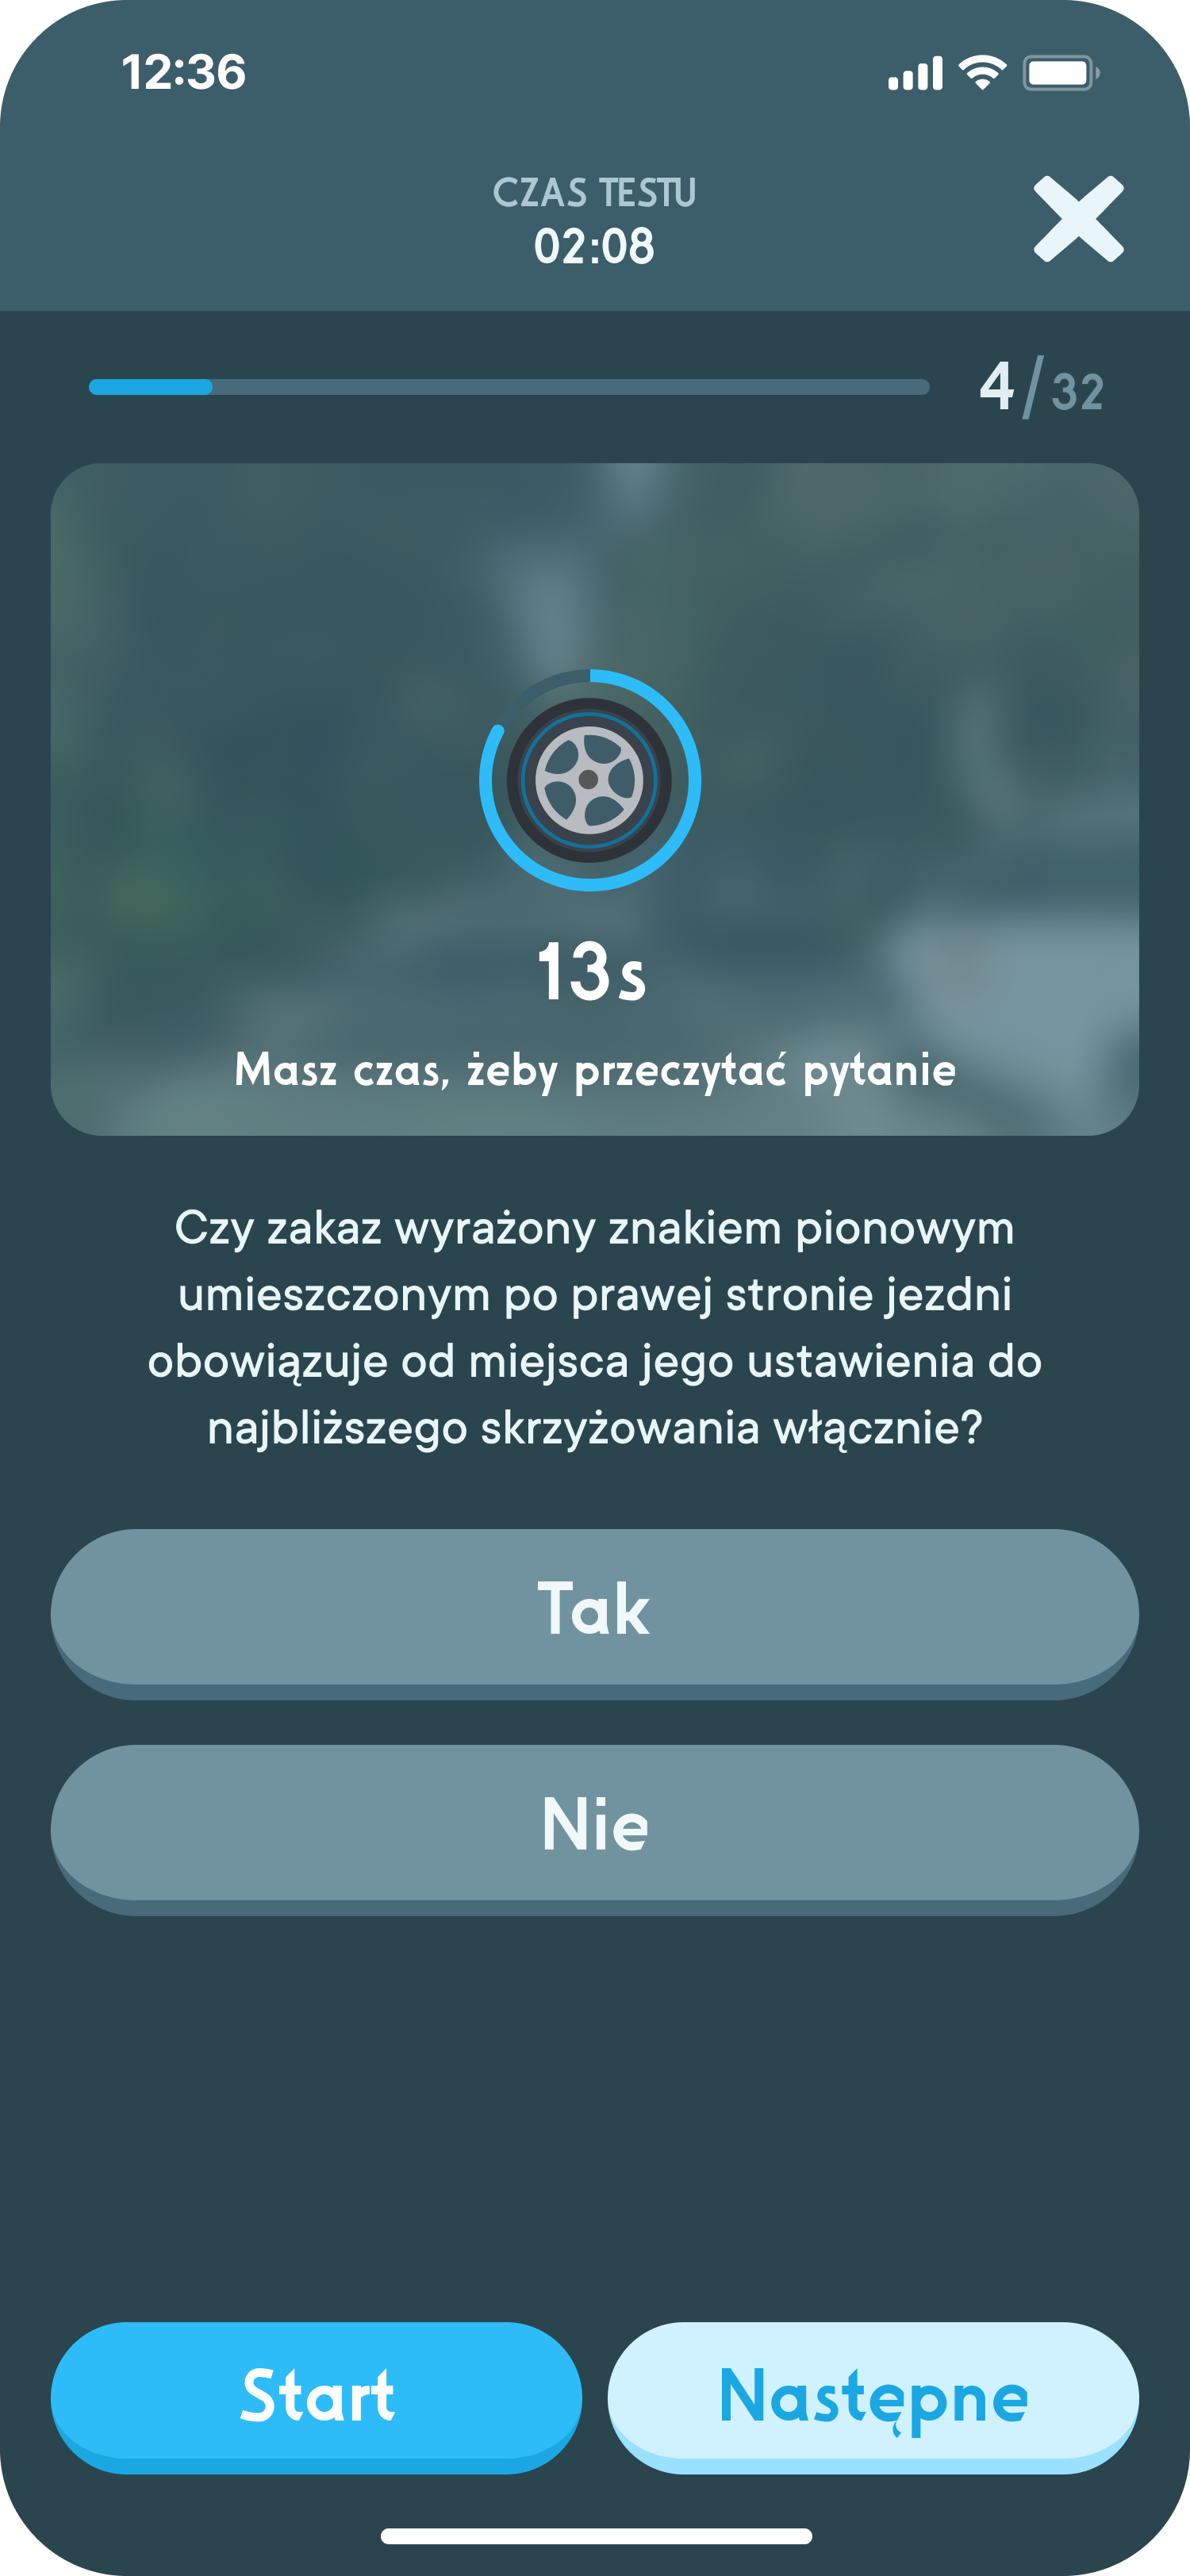 12:36
CZAS TESTU
02:08
4/32
13s
Masz czas, żeby przeczytać pytanie
Czy zakaz wyrażony znakiem pionowym
umieszczonym po prawej stronie jezdni
obowiązuje od miejsca jego ustawienia do
najbliższego skrzyżowania włącznie?
Tak
Nie
Start
Następne